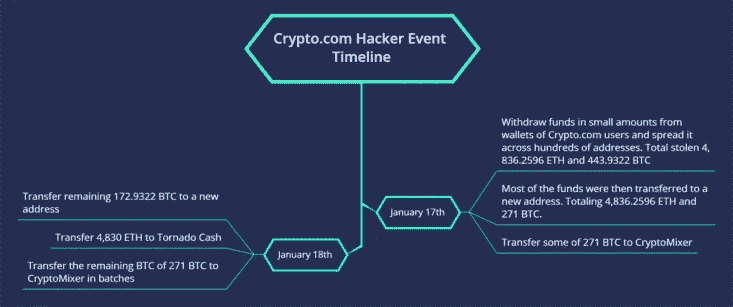 Crypto.com Hacker Event
Timeline
Withdraw funds in small amounts from
wallets of Crypto.com users and spread it
across hundreds of addresses. Total stolen 4,
836.2596 ETH and 443.9322 BTC
Most of the funds were then transferred to a
new address. Totaling 4,836.2596 ETH and
271 BTC.
Transfer some of 271 BTC to CryptoMixer
January 17th
Transfer remaining 172.9322 BTC to a new
address
Transfer 4,830 ETH to Tornado Cash
Transfer the remaining BTC of 271 BTC to
CryptoMixer in batches
January 18th